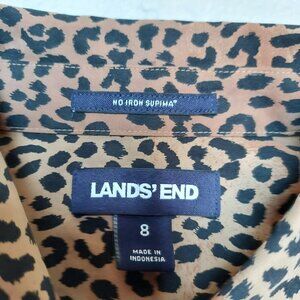 NO IRON SUPIMA®
LANDS' END
8
MADE IN
INDONESIA